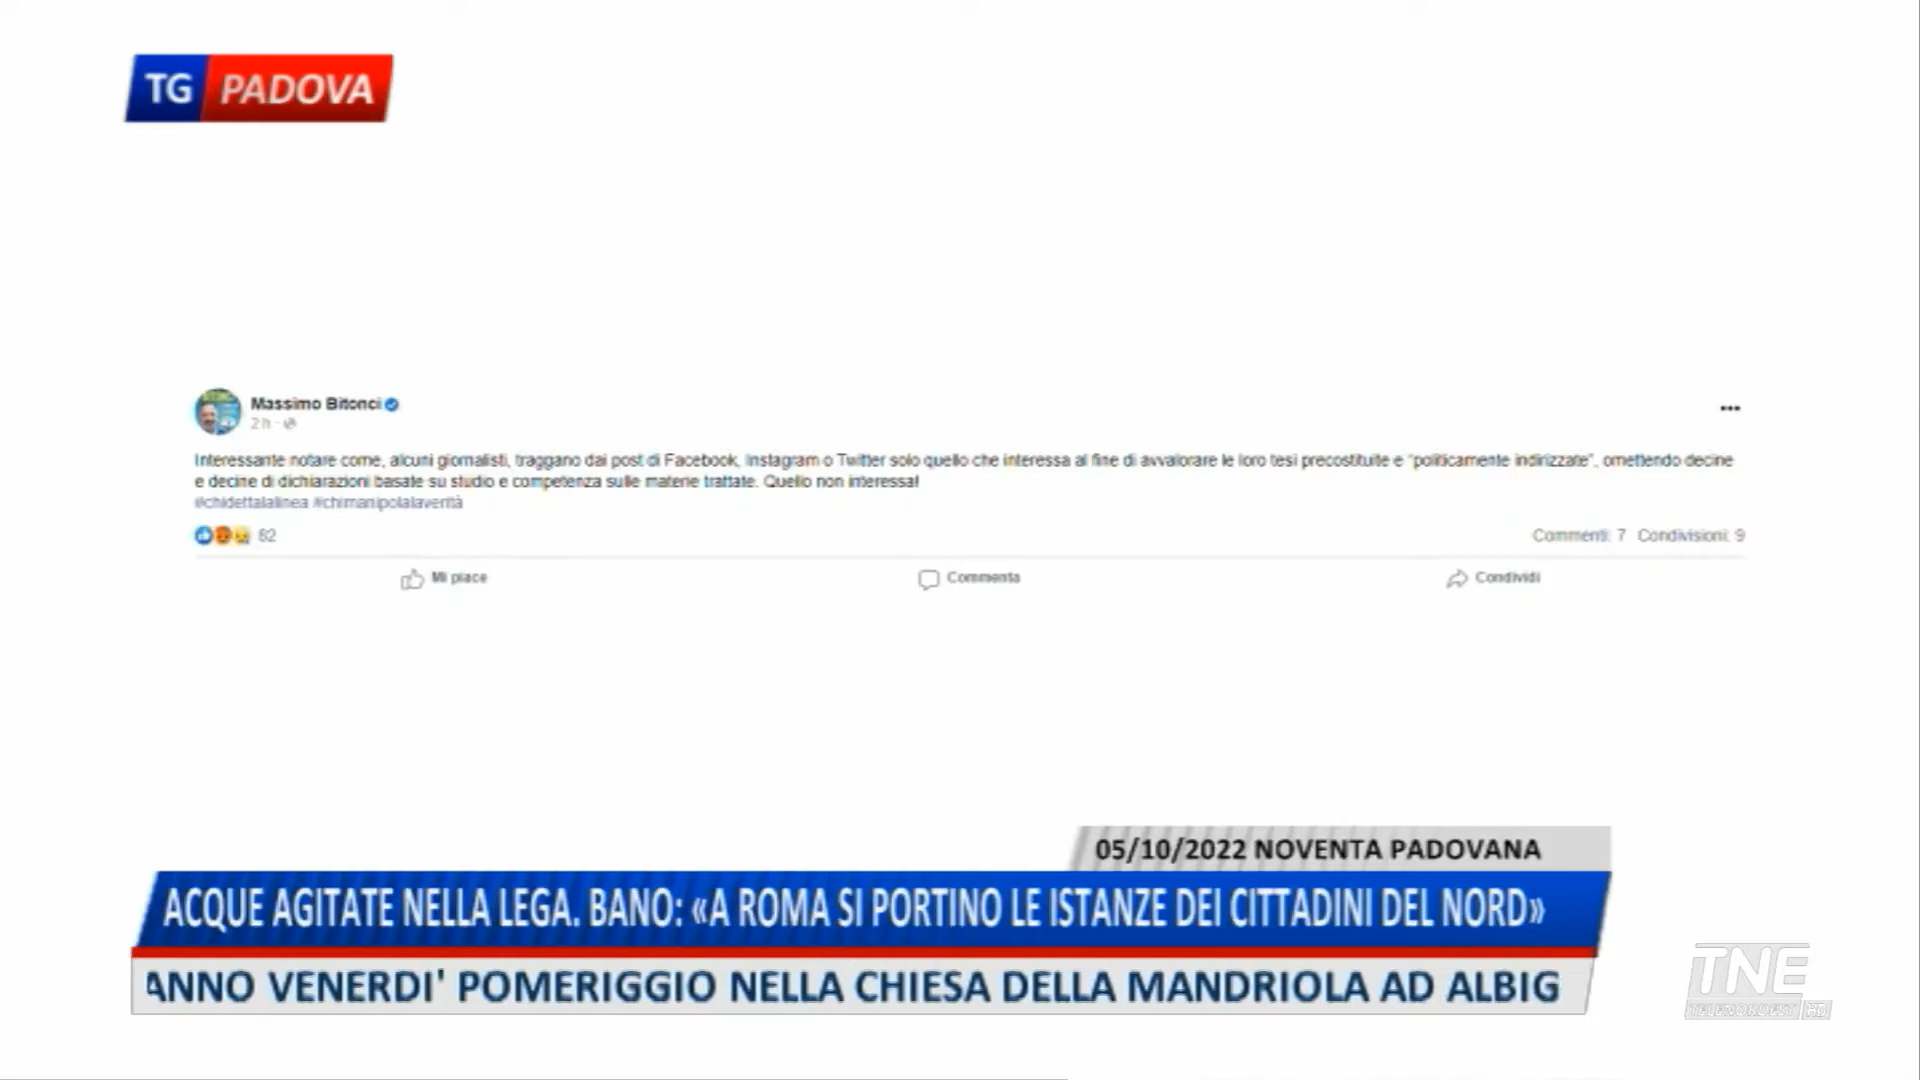 TG PADOVA
Massimo Bitonci
2 h ·
Interessante notare come, alcuni giornalisti, traggano dai post di Facebook, Instagram o Twitter solo quello che interessa al fine di avvalorare le loro tesi precostituite e "politicamente indirizzate", omettendo decine
e decine di dichiarazioni basate su studio e competenza sulle materie trattate. Quello non interessa!
#chidettalalinea #chimanipolalaverità
82 Commenti: 7 Condivisioni: 9
Mi piace Commenta Condividi
05/10/2022 NOVENTA PADOVANA
ACQUE AGITATE NELLA LEGA. BANO: «A ROMA SI PORTINO LE ISTANZE DEI CITTADINI DEL NORD»
ANNO VENERDI' POMERIGGIO NELLA CHIESA DELLA MANDRIOLA AD ALBIG
TNE
TELENORDEST HD